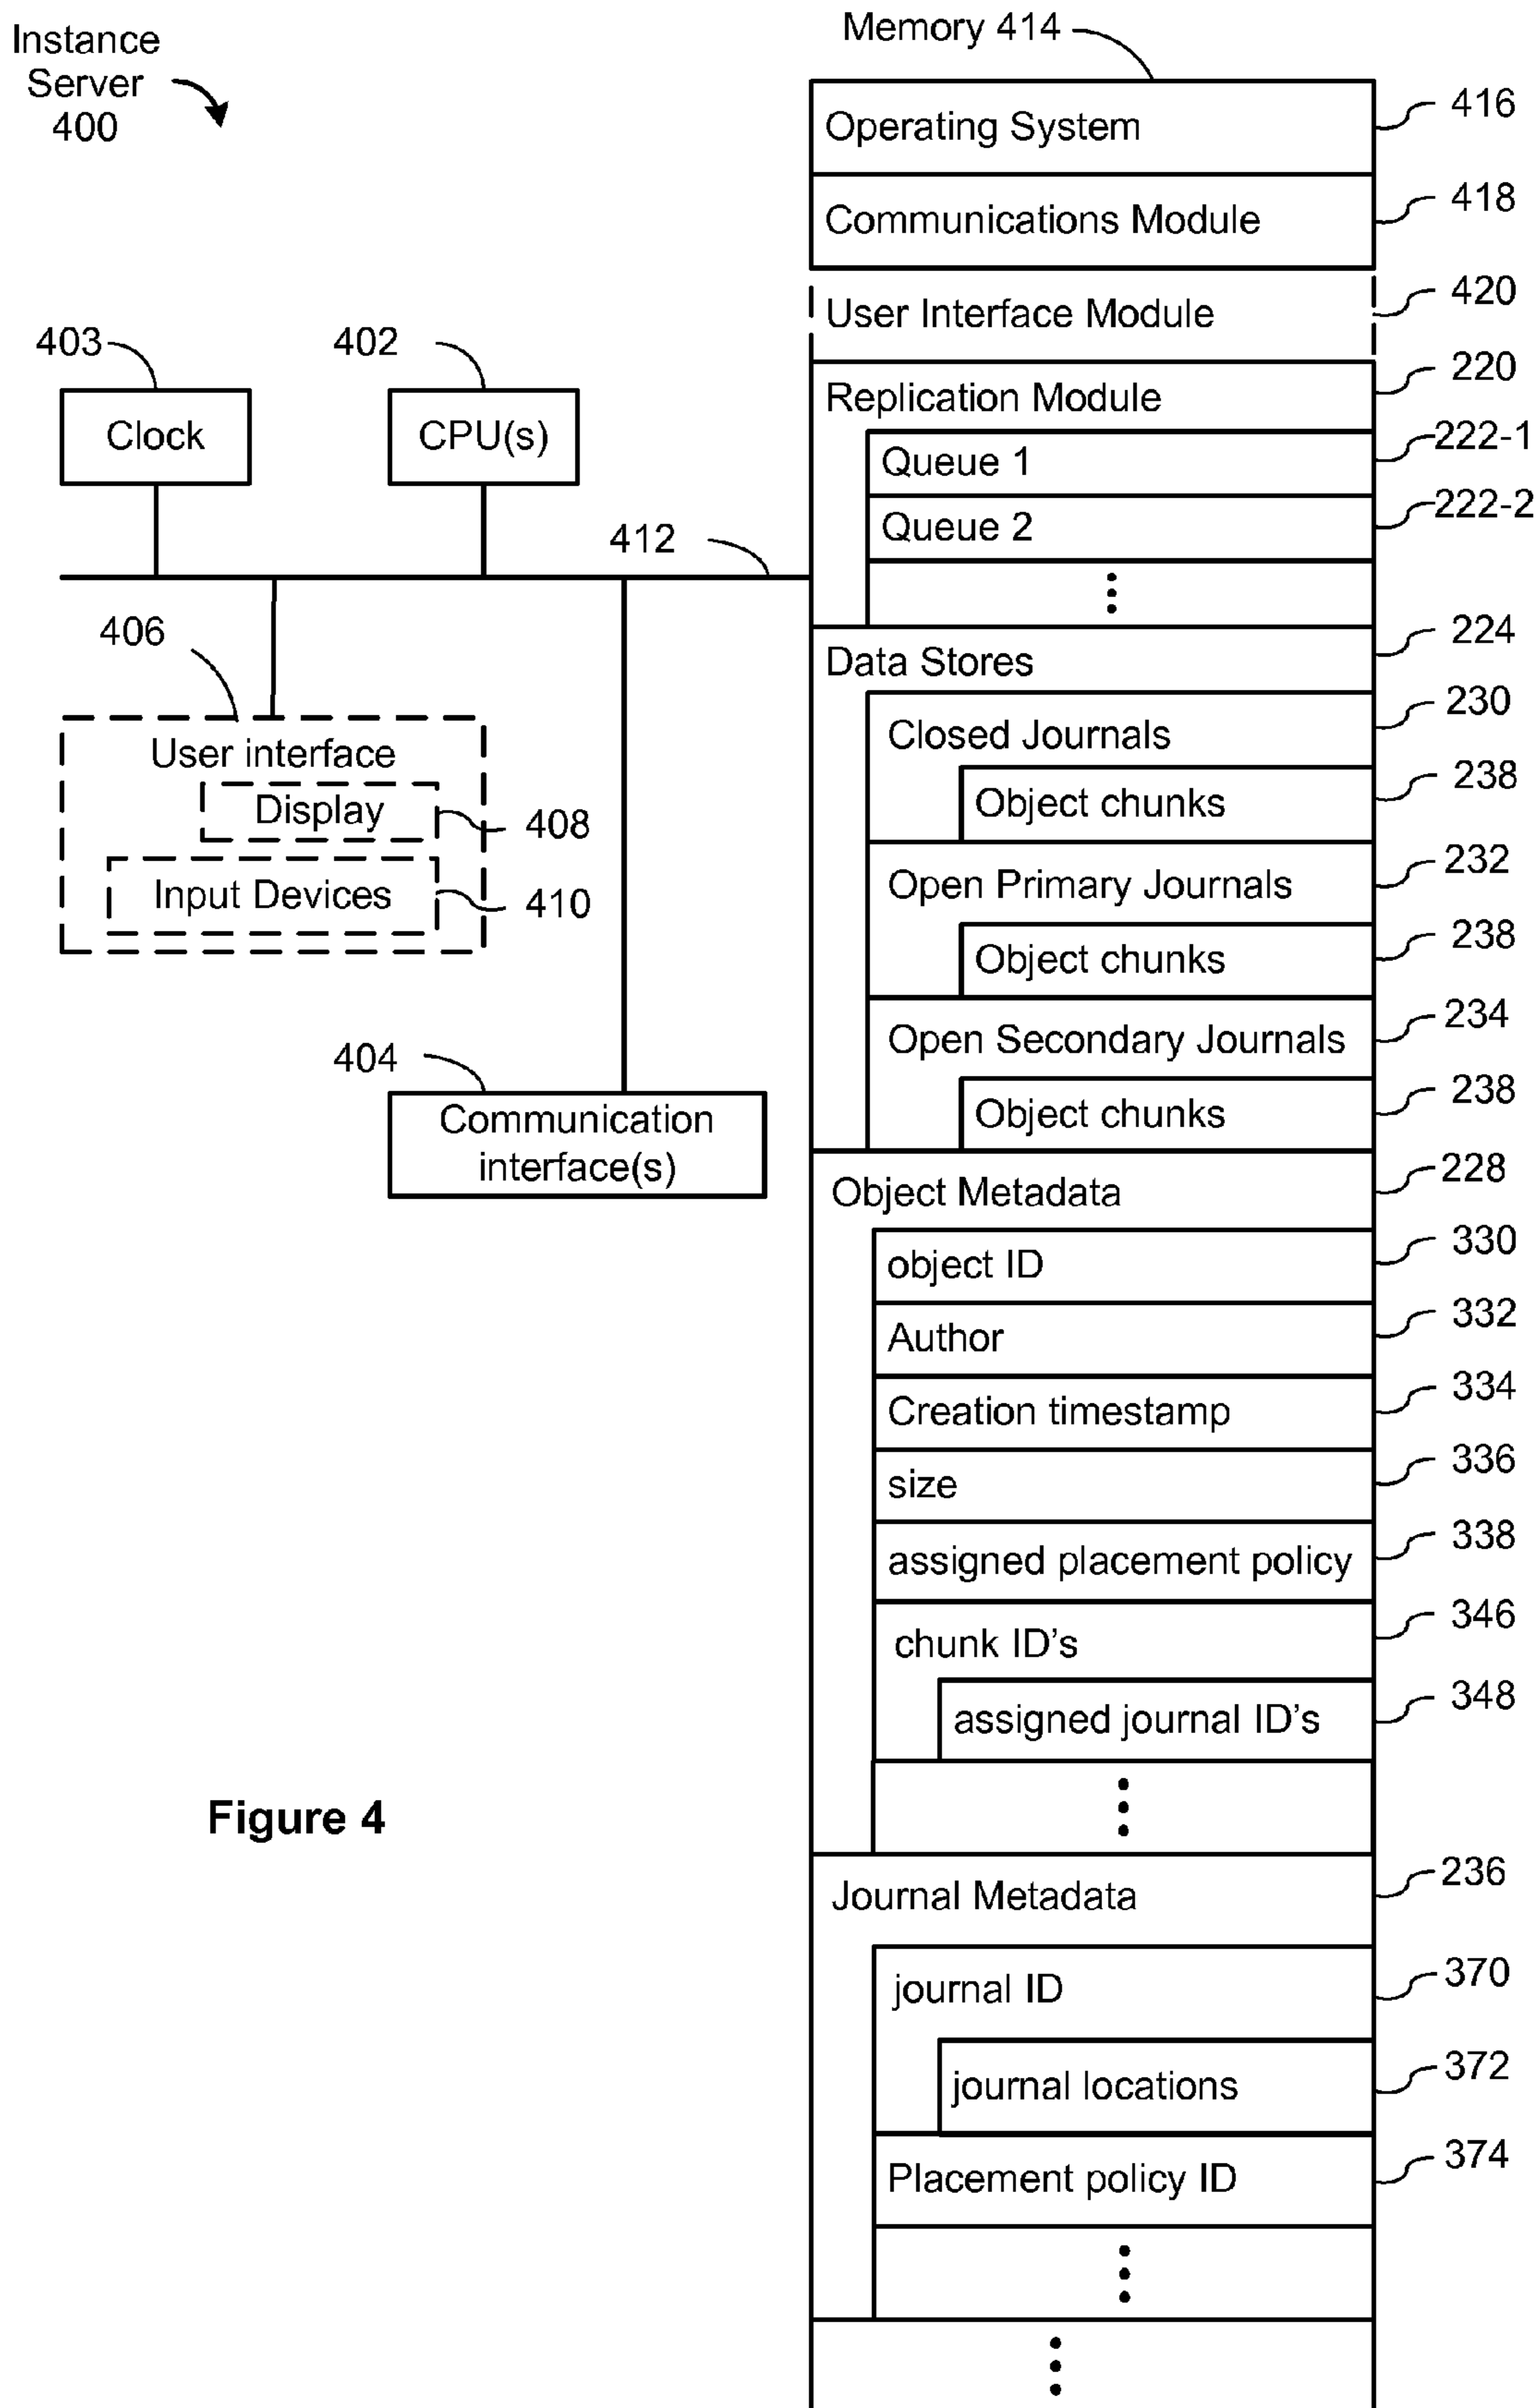 Instance
Server
400
Memory 414
Operating System
416
Communications Module
418
User Interface Module
420
Replication Module
220
Queue 1
222-1
Queue 2
222-2
Data Stores
224
Closed Journals
230
Object chunks
238
Open Primary Journals
232
Object chunks
238
Open Secondary Journals
234
Object chunks
238
Object Metadata
228
object ID
330
Author
332
Creation timestamp
334
size
336
assigned placement policy
338
chunk ID's
346
assigned journal ID's
348
Journal Metadata
236
journal ID
370
journal locations
372
Placement policy ID
374
403
Clock
402
CPU(s)
412
406
User interface
Display
408
Input Devices
410
404
Communication
interface(s)
Figure 4